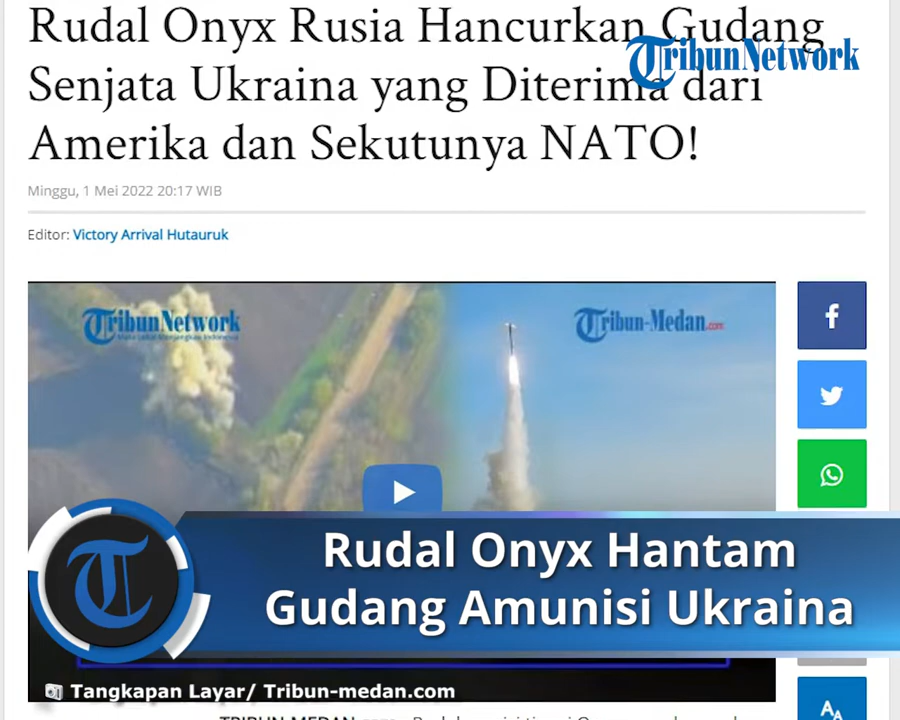 Rudal Onyx Rusia Hancurkan Gudang
TribunNetwork
Senjata Ukraina yang Diterima dari
Amerika dan Sekutunya NATO!
Minggu, 1 Mei 2022 20:17 WIB
Editor: Victory Arrival Hutauruk
TribunNetwork
Tribun-Medan.com
Rudal Onyx Hantam
Gudang Amunisi Ukraina
Tangkapan Layar/ Tribun-medan.com
AA